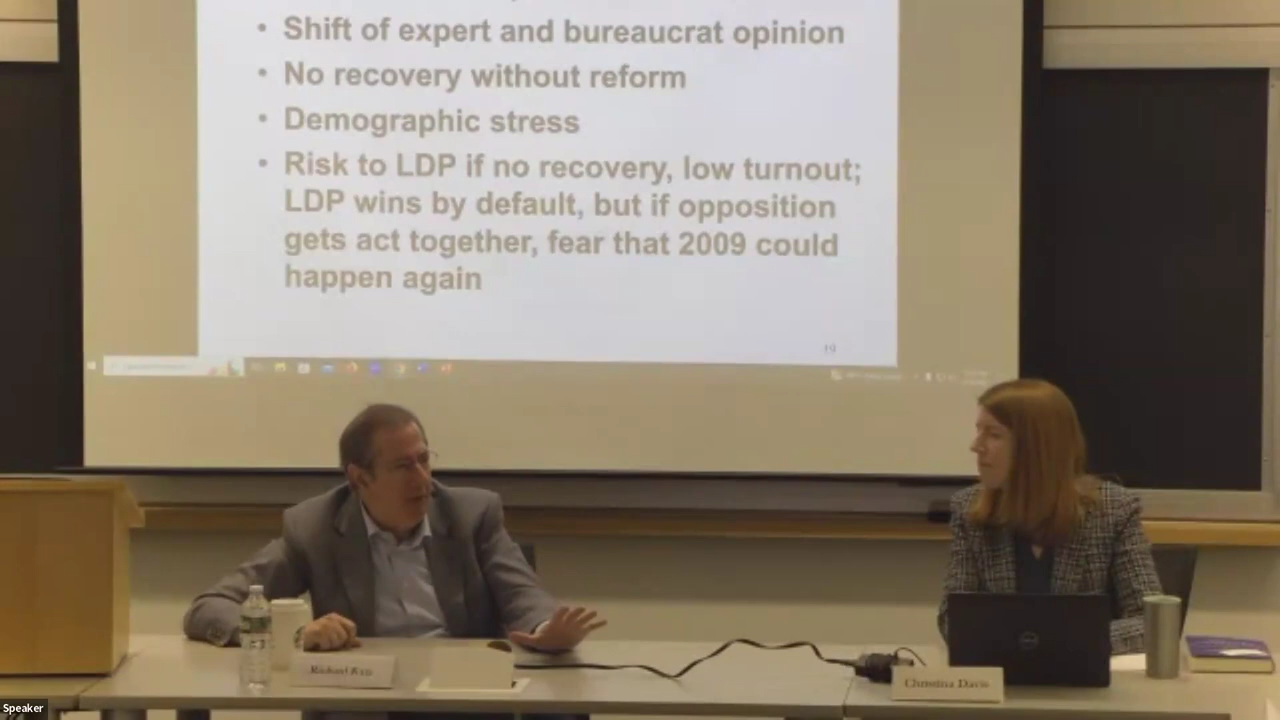 • Shift of expert and bureaucrat opinion
• No recovery without reform
• Demographic stress
• Risk to LDP if no recovery, low turnout;
LDP wins by default, but if opposition
gets act together, fear that 2009 could
happen again
19
Richard Katz
Christina Davis
Speaker